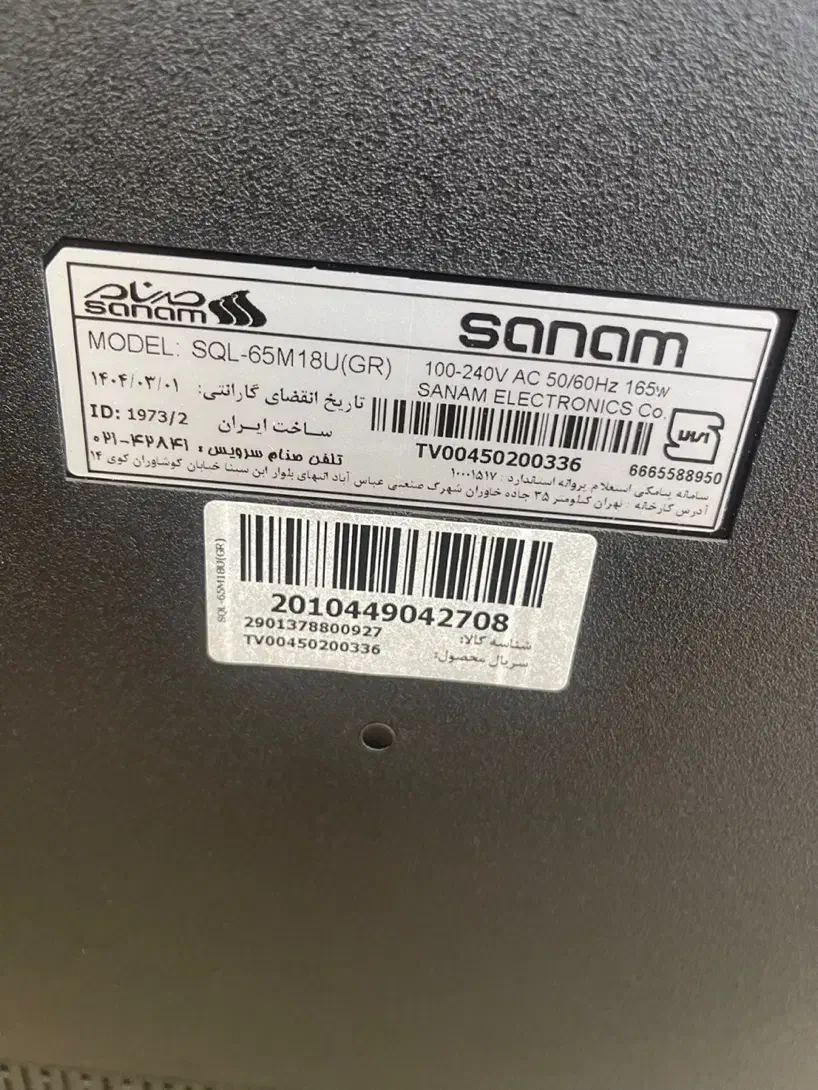 صنام
sanam
sanam
MODEL: SQL-65M18U(GR)
100-240V AC 50/60Hz 165w
تاریخ انقضای گارانتی: ۱۴۰۴/۰۳/۰۱
SANAM ELECTRONICS Co.
ID: 1973/2
ساخت ایران
TV00450200336
تلفن صنام سرویس: ۰۲۱-۴۲۸۴۱
6665588950
سامانه پیامکی استعلام پروانه استاندارد: ۱۰۰۰۱۵۱۷
آدرس کارخانه: تهران کیلومتر ۳۵ جاده خاوران شهرک صنعتی عباس آباد انتهای بلوار ابن سینا خیابان کوشاوران کوی ۱۴
SQL-65M18U(GR)
2010449042708
شناسه کالا: 2901378800927
سریال محصول: TV00450200336